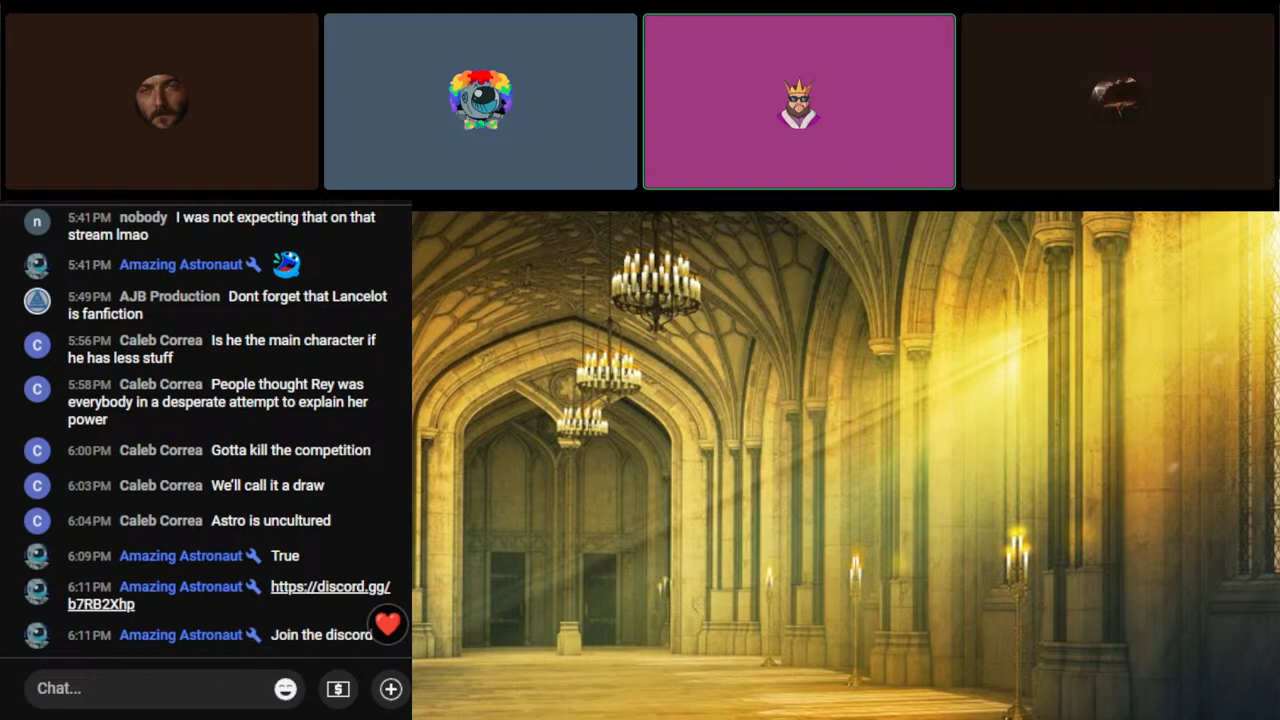 n
5:41 PM nobody I was not expecting that on that
stream lmao
5:41 PM Amazing Astronaut
5:49 PM AJB Production Dont forget that Lancelot
is fanfiction
C
5:56 PM Caleb Correa Is he the main character if
he has less stuff
C
5:58 PM Caleb Correa People thought Rey was
everybody in a desperate attempt to explain her
power
C
6:00 PM Caleb Correa Gotta kill the competition
C
6:03 PM Caleb Correa We'll call it a draw
C
6:04 PM Caleb Correa Astro is uncultured
6:09 PM Amazing Astronaut True
6:11 PM Amazing Astronaut https://discord.gg/
b7RB2Xhp
6:11 PM Amazing Astronaut Join the discord
Chat...
$